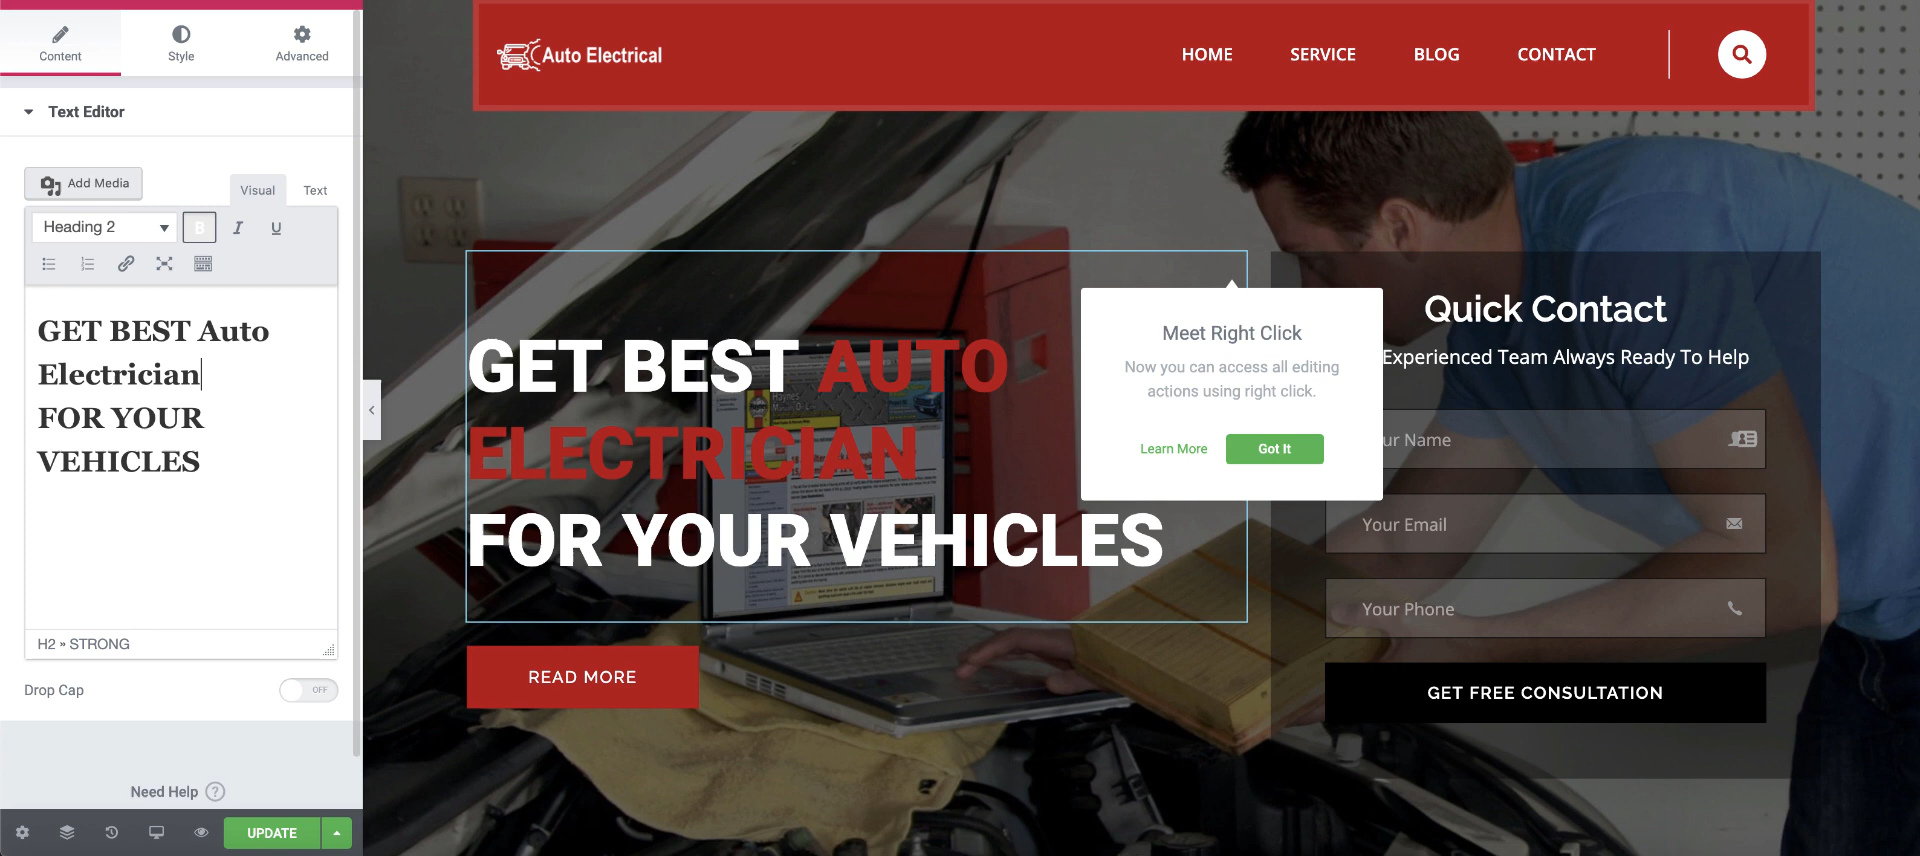 Content
Style
Advanced
Text Editor
Add Media
Visual
Text
Heading 2
B
I
U
GET BEST Auto
Electrician
FOR YOUR
VEHICLES
H2 » STRONG
Drop Cap
OFF
Need Help
?
UPDATE
Auto Electrical
HOME
SERVICE
BLOG
CONTACT
GET BEST AUTO
ELECTRICIAN
FOR YOUR VEHICLES
READ MORE
Meet Right Click
Now you can access all editing
actions using right click.
Learn More
Got It
Quick Contact
Experienced Team Always Ready To Help
Name
Your Email
Your Phone
GET FREE CONSULTATION